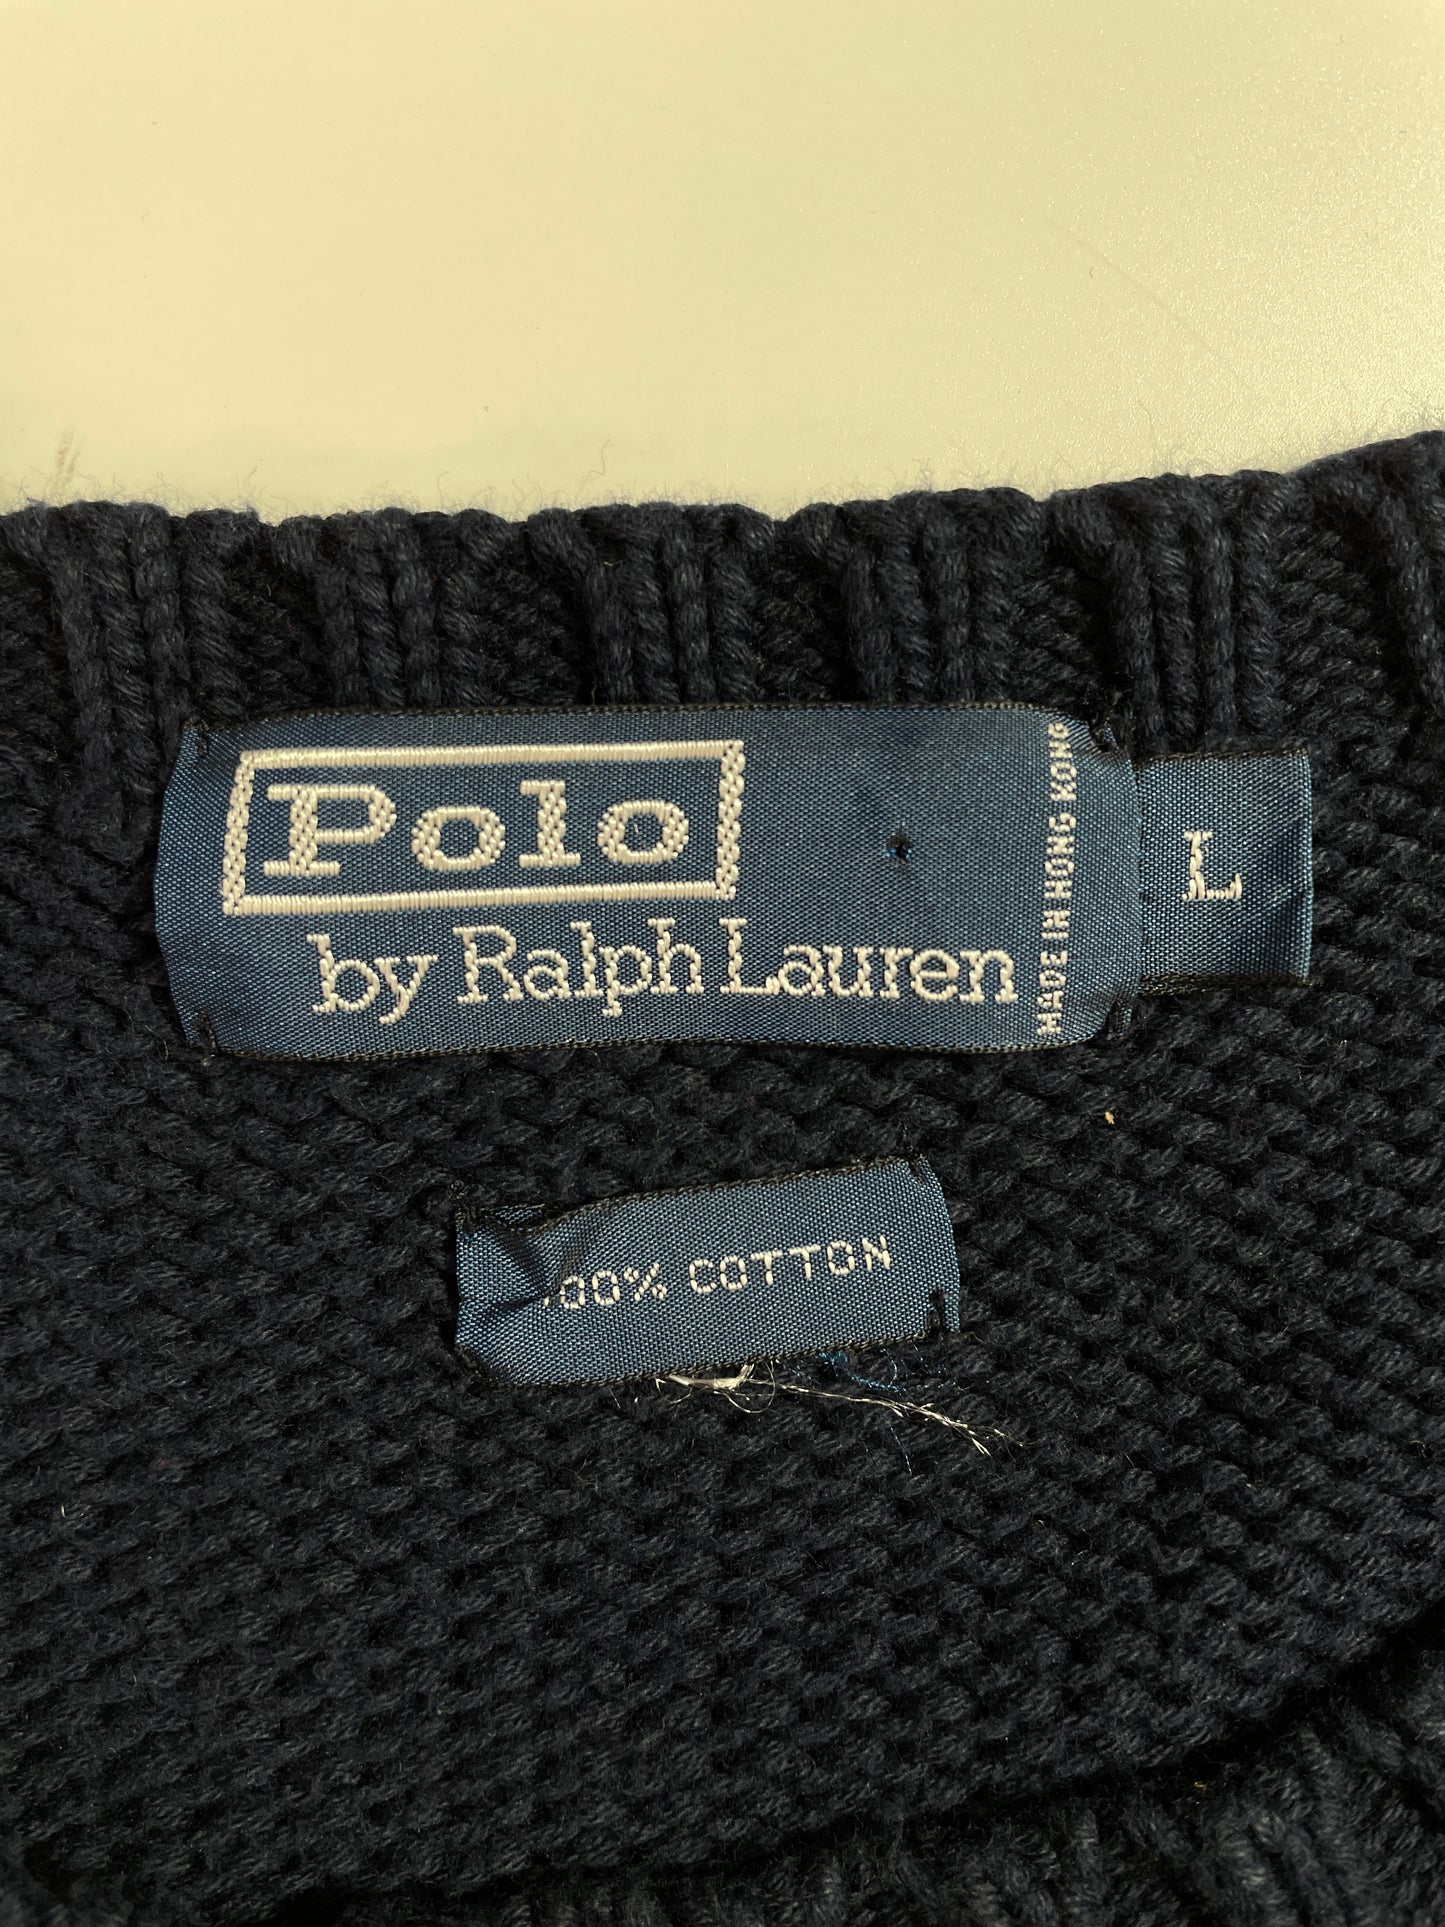 Polo
by Ralph Lauren
MADE IN HONG KONG
L
100% COTTON